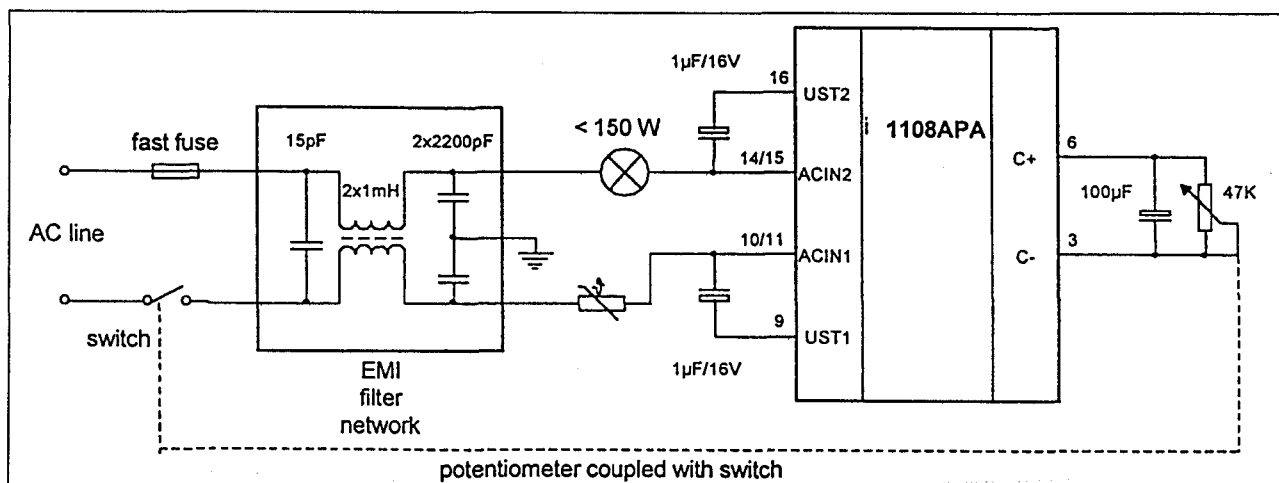 1µF/16V
16
UST2
1108APA
fast fuse
15pF
2x2200pF
< 150 W
14/15
ACIN2
6
C+
2x1mH
100µF
47K
AC line
10/11
ACIN1
3
C-
switch
9
UST1
1µF/16V
EMI
filter
network
potentiometer coupled with switch